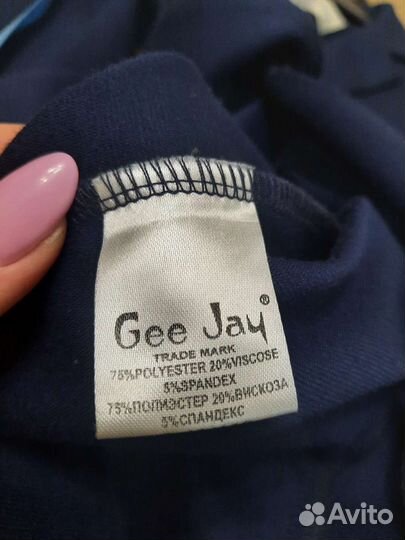 Gee Jay®
TRADE MARK
75%POLYESTER 20%VISCOSE
5%SPANDEX
75%ПОЛИЭСТЕР 20%ВИСКОЗА
5%СПАНДЕКС
Avito